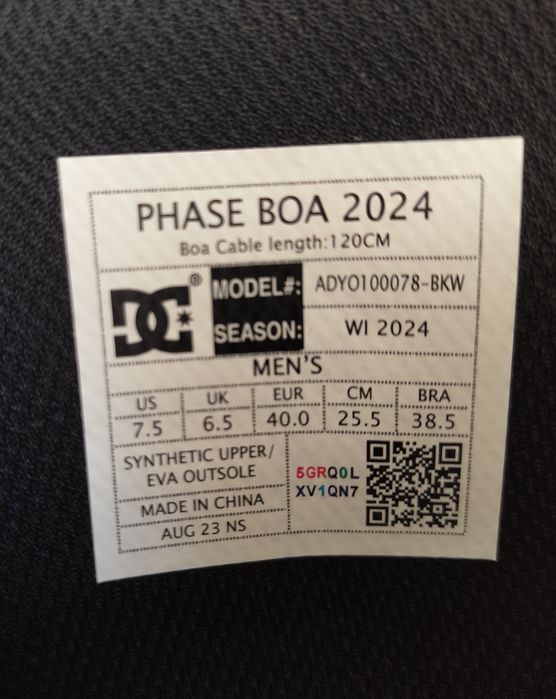 PHASE BOA 2024
Boa Cable length:120CM
DC®
MODEL#: ADYO100078-BKW
SEASON: WI 2024
MEN'S
US UK EUR CM BRA
7.5 6.5 40.0 25.5 38.5
SYNTHETIC UPPER/
EVA OUTSOLE
MADE IN CHINA
AUG 23 NS
5GRQ0L
XV1QN7